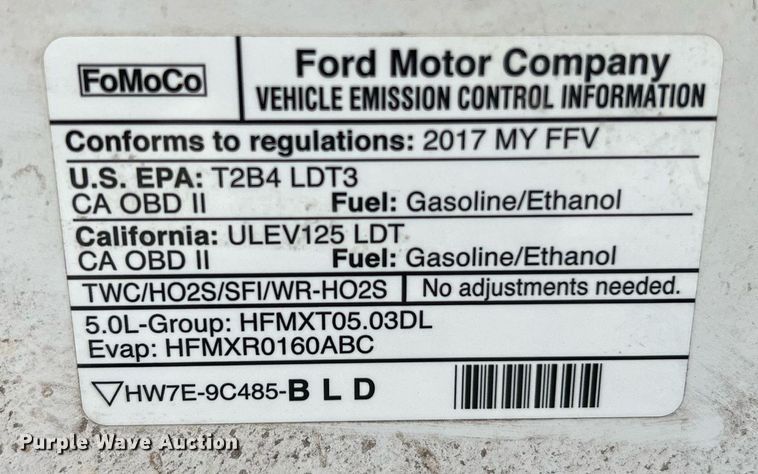 FoMoCo
Ford Motor Company
VEHICLE EMISSION CONTROL INFORMATION
Conforms to regulations: 2017 MY FFV
U.S. EPA: T2B4 LDT3
CA OBD II Fuel: Gasoline/Ethanol
California: ULEV125 LDT
CA OBD II Fuel: Gasoline/Ethanol
TWC/HO2S/SFI/WR-HO2S No adjustments needed.
5.0L-Group: HFMXT05.03DL
Evap: HFMXR0160ABC
▽HW7E-9C485-BLD
Purple Wave Auction